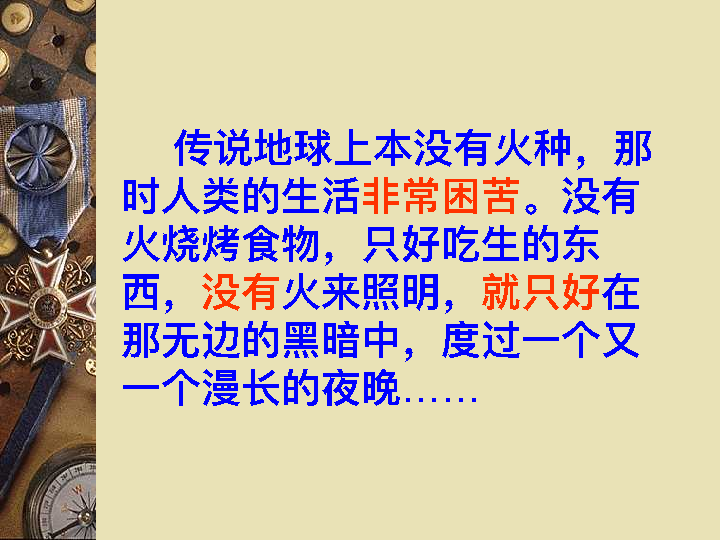 传说地球上本没有火种，那
时人类的生活非常困苦。没有
火烧烤食物，只好吃生的东
西，没有火来照明，就只好在
那无边的黑暗中，度过一个又
一个漫长的夜晚……